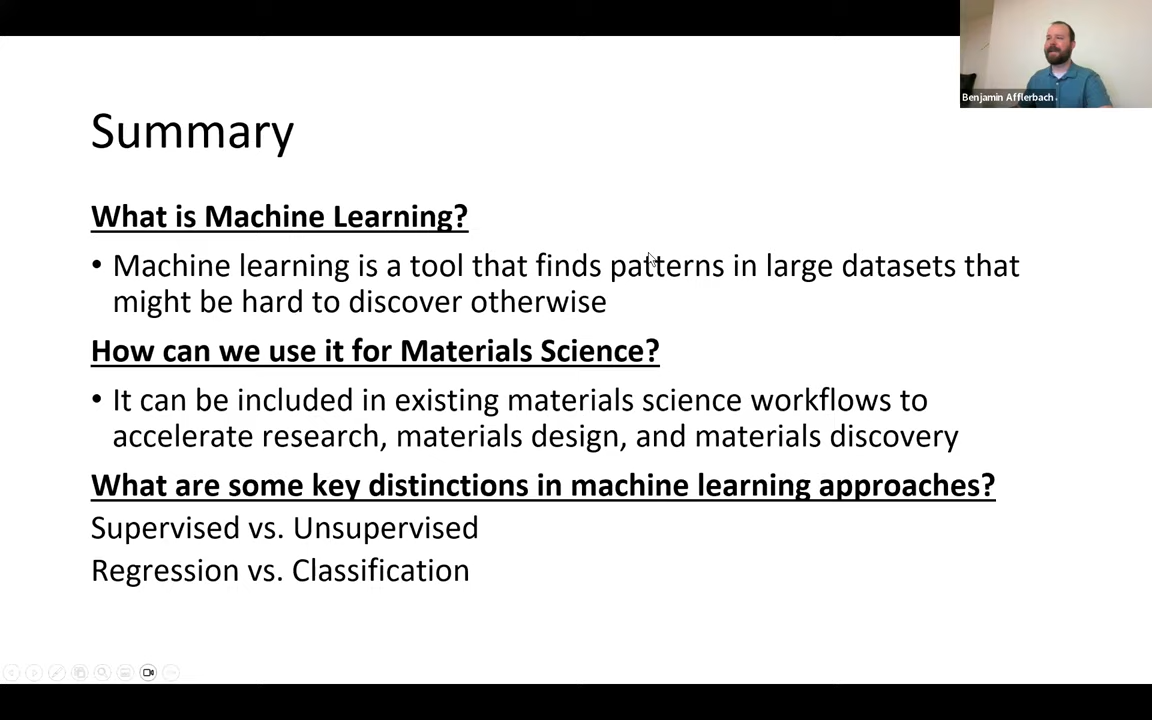 Benjamin Afflerbach
Summary
What is Machine Learning?
• Machine learning is a tool that finds patterns in large datasets that
might be hard to discover otherwise
How can we use it for Materials Science?
• It can be included in existing materials science workflows to
accelerate research, materials design, and materials discovery
What are some key distinctions in machine learning approaches?
Supervised vs. Unsupervised
Regression vs. Classification